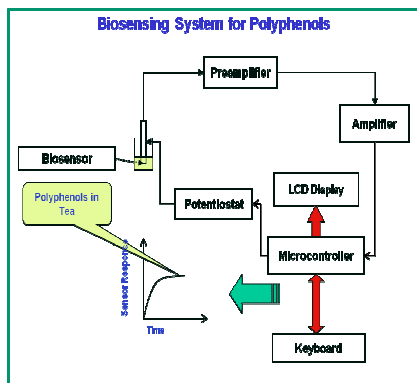 Biosensing System for Polyphenols
Preamplifier
Amplifier
Biosensor
Polyphenols in
Tea
Potentiostat
LCD Display
Microcontroller
Sensor Response
Time
Keyboard